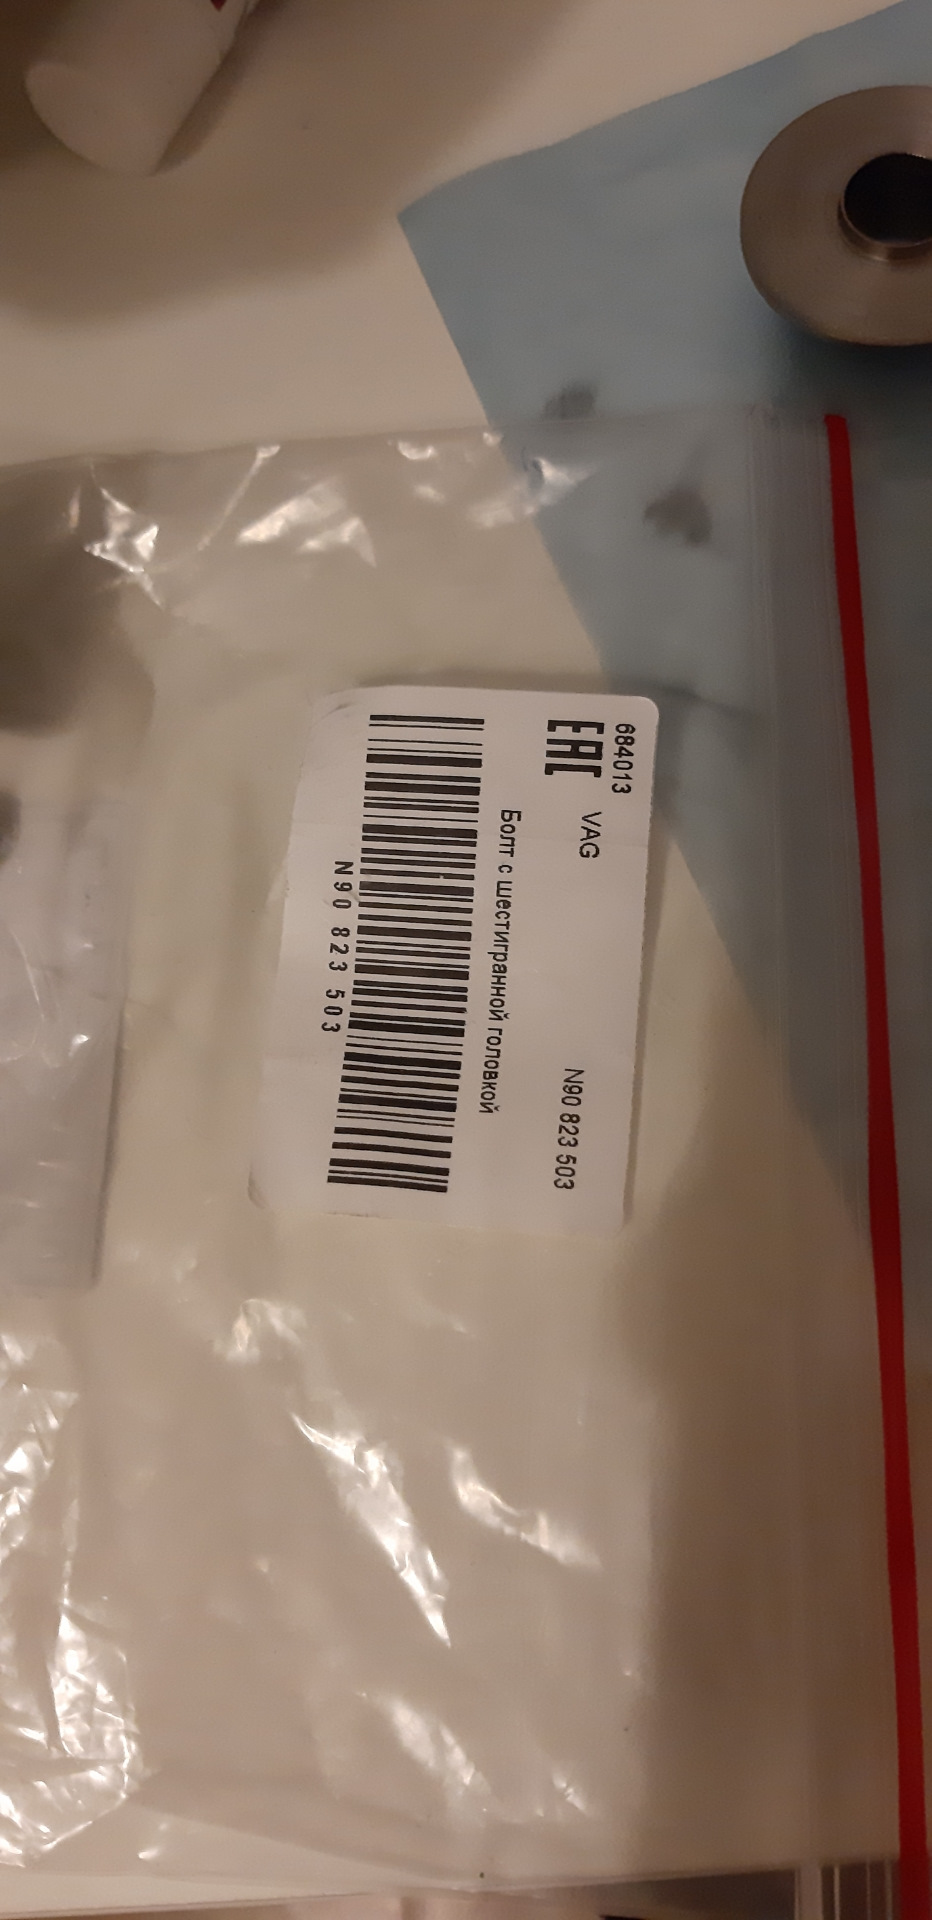 684013
EAC VAG N90 823 503
Болт с шестигранной головкой
N90 823 503